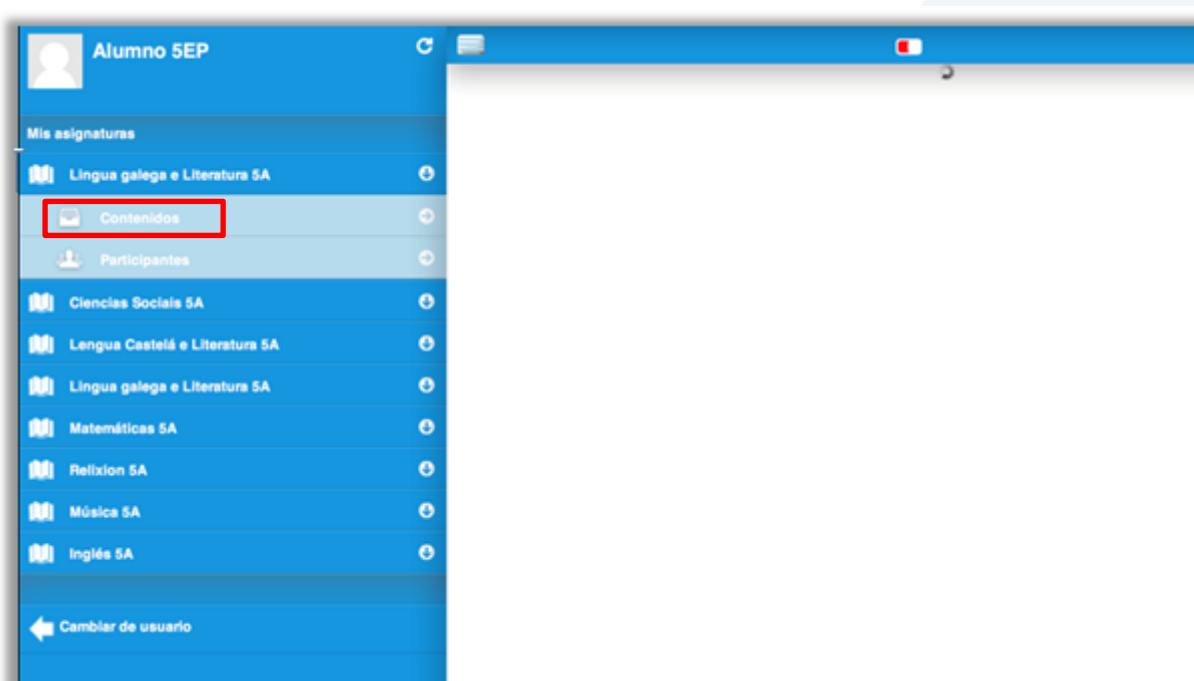 Alumno 5EP
Mis asignaturas
Lingua galega e Literatura 5A
Contenidos
Participantes
Ciencias Sociais 5A
Lengua Castelá e Literatura 5A
Lingua galega e Literatura 5A
Matemáticas 5A
Relixion 5A
Música 5A
Inglés 5A
Cambiar de usuario